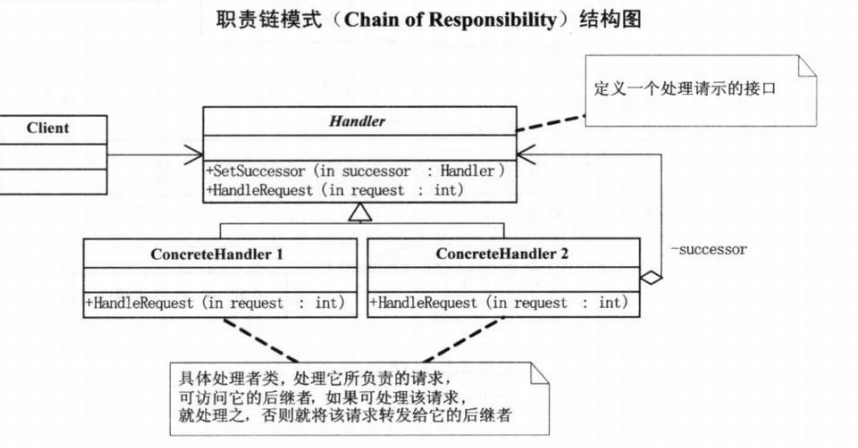 职责链模式（Chain of Responsibility）结构图
定义一个处理请示的接口
Client
Handler
+SetSuccessor (in successor : Handler)
+HandleRequest (in request : int)
ConcreteHandler 1
+HandleRequest (in request : int)
ConcreteHandler 2
+HandleRequest (in request : int)
-successor
具体处理者类，处理它所负责的请求，
可访问它的后继者，如果可处理该请求，
就处理之，否则就将该请求转发给它的后继者